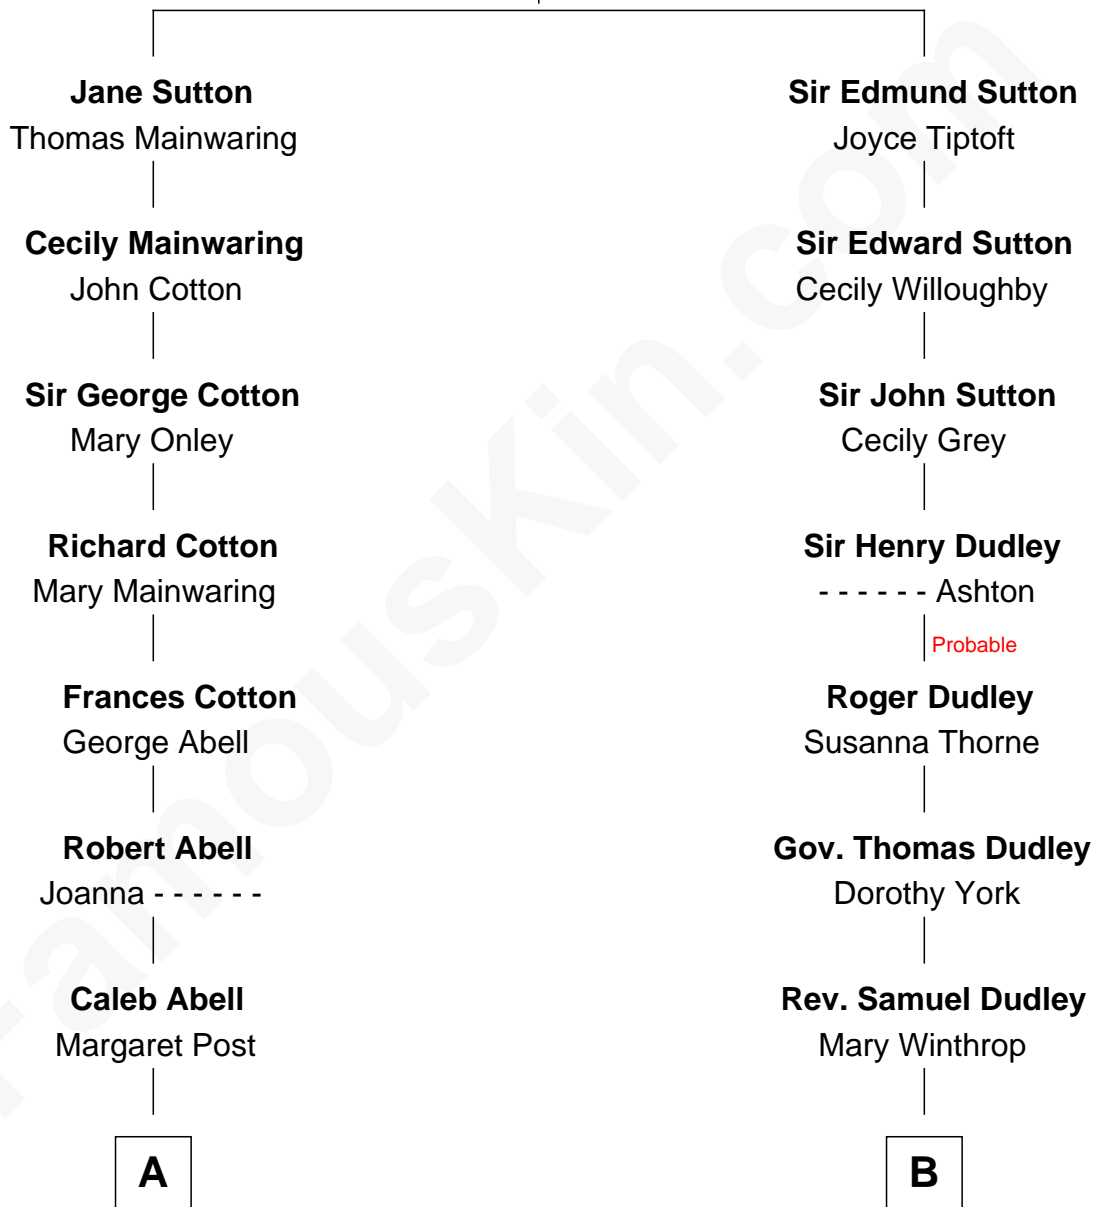 Jane Sutton
Thomas Mainwaring
Cecily Mainwaring
John Cotton
Sir George Cotton
Mary Onley
Richard Cotton
Mary Mainwaring
Frances Cotton
George Abell
Robert Abell
Joanna - - - - - -
Caleb Abell
Margaret Post
A
Sir Edmund Sutton
Joyce Tiptoft
Sir Edward Sutton
Cecily Willoughby
Sir John Sutton
Cecily Grey
Sir Henry Dudley
- - - - - - Ashton
Probable
Roger Dudley
Susanna Thorne
Gov. Thomas Dudley
Dorothy York
Rev. Samuel Dudley
Mary Winthrop
B
FamousKin.com